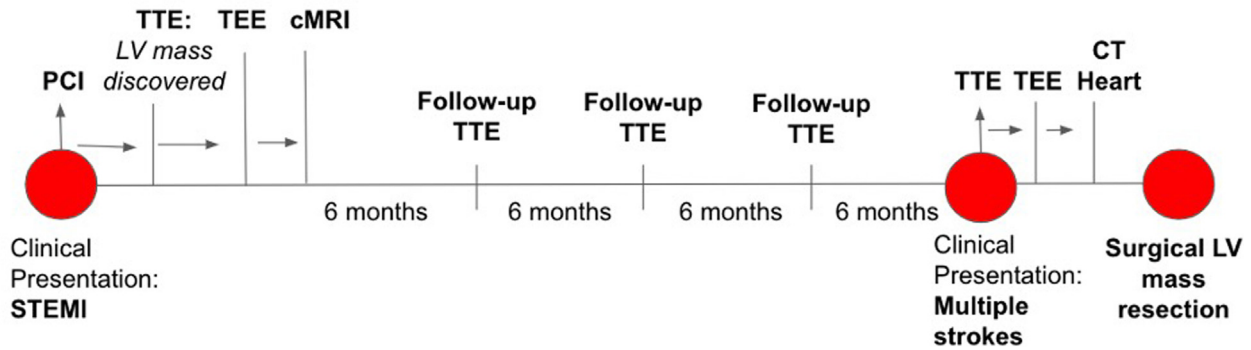 TTE:
LV mass
discovered
TEE
cMRI
PCI
Follow-up
TTE
Follow-up
TTE
Follow-up
TTE
TTE
TEE
CT
Heart
6 months
6 months
6 months
6 months
Clinical
Presentation:
STEMI
Clinical
Presentation:
Multiple
strokes
Surgical LV
mass
resection